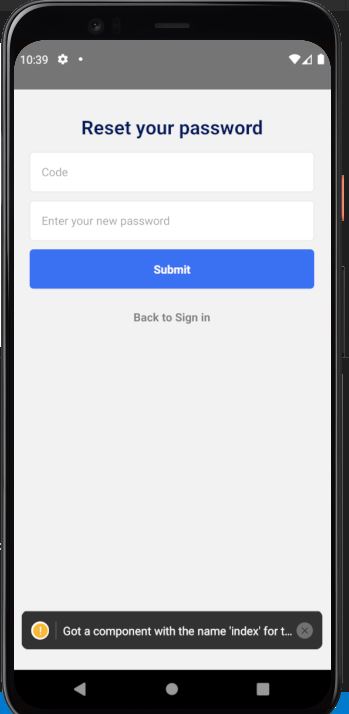 10:39
Reset your password
Code
Enter your new password
Submit
Back to Sign in
Got a component with the name 'index' for t...